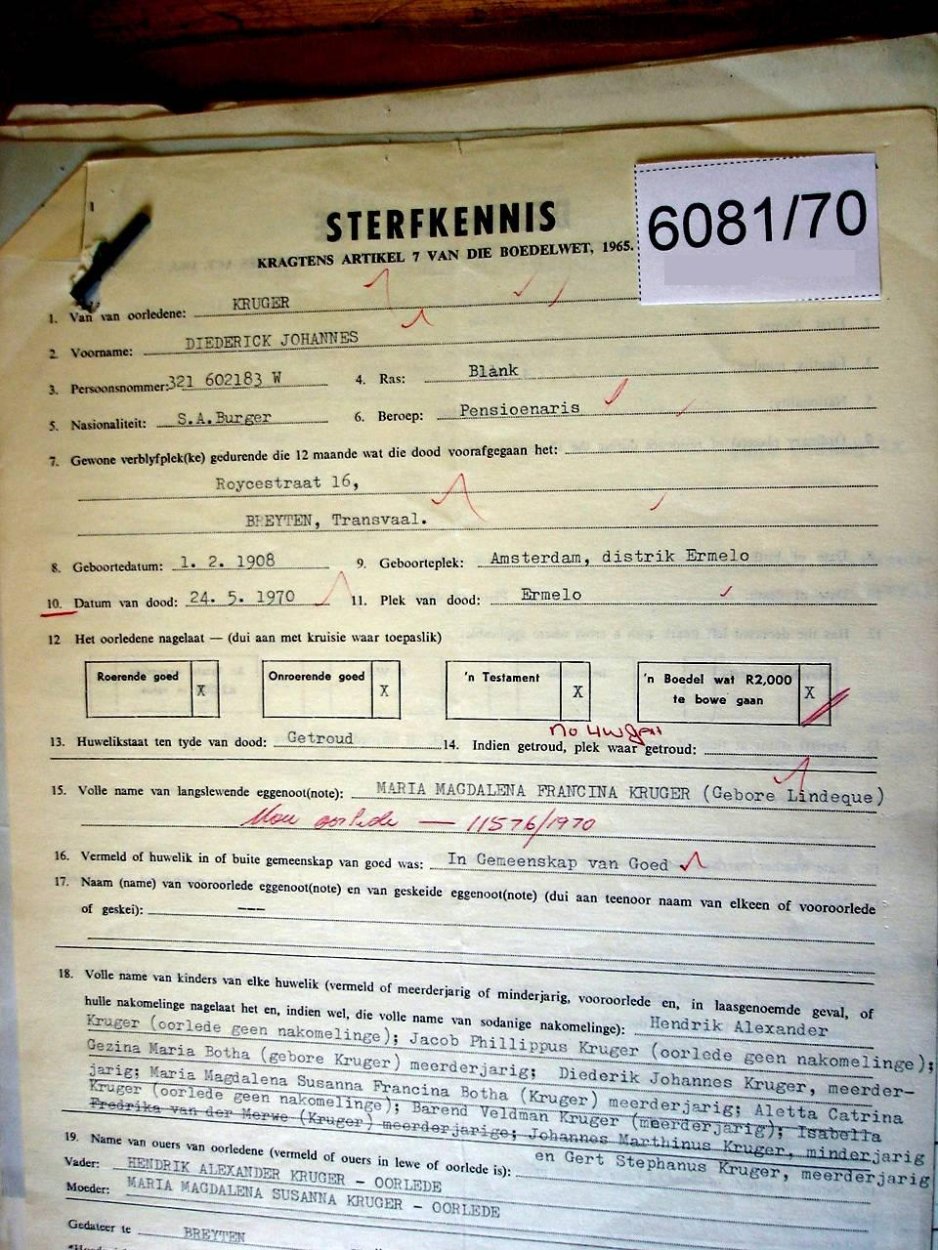 STERFKENNIS
6081/70
KRAGTENS ARTIKEL 7 VAN DIE BOEDELWET, 1965.
1. Van van oorledene: KRUGER
2. Voorname: DIEDERICK JOHANNES
3. Persoonsnommer: 321 602183 W 4. Ras: Blank
5. Nasionaliteit: S.A.Burger 6. Beroep: Pensioenaris
7. Gewone verblyfplek(ke) gedurende die 12 maande wat die dood voorafgegaan het:
Roycestraat 16,
BREYTEN, Transvaal.
8. Geboortedatum: 1. 2. 1908 9. Geboorteplek: Amsterdam, distrik Ermelo
10. Datum van dood: 24. 5. 1970 11. Plek van dood: Ermelo
12 Het oorledene nagelaat — (dui aan met kruisie waar toepaslik)
Roerende goed X Onroerende goed X 'n Testament X 'n Boedel wat R2,000 te bowe gaan X
13. Huwelikstaat ten tyde van dood: Getroud 14. Indien getroud, plek waar getroud:
15. Volle name van langslewende eggenoot(note): MARIA MAGDALENA FRANCINA KRUGER (Gebore Lindeque)
oorlede — 11576/1970
16. Vermeld of huwelik in of buite gemeenskap van goed was: In Gemeenskap van Goed
17. Naam (name) van vooroorlede eggenoot(note) en van geskeide eggenoot(note) (dui aan teenoor naam van elkeen of vooroorlede
of geskei): ---
18. Volle name van kinders van elke huwelik (vermeld of meerderjarig of minderjarig, vooroorlede en, in laasgenoemde geval, of
hulle nakomelinge nagelaat het en, indien wel, die volle name van sodanige nakomelinge): Hendrik Alexander
Kruger (oorlede geen nakomelinge); Jacob Phillippus Kruger (oorlede geen nakomelinge);
Gezina Maria Botha (gebore Kruger) meerderjarig; Diederik Johannes Kruger, meerder-
jarig; Maria Magdalena Susanna Francina Botha (Kruger) meerderjarig; Aletta Catrina
Kruger (oorlede geen nakomelinge); Barend Veldman Kruger (meerderjarig); Isabella
Fredrika van der Merwe (Kruger) meerderjarige; Johannes Marthinus Kruger, minderjarig
en Gert Stephanus Kruger, meerderjarig
19. Name van ouers van oorledene (vermeld of ouers in lewe of oorlede is):
Vader: HENDRIK ALEXANDER KRUGER - OORLEDE
Moeder: MARIA MAGDALENA SUSANNA KRUGER - OORLEDE
Gedateer te BREYTEN